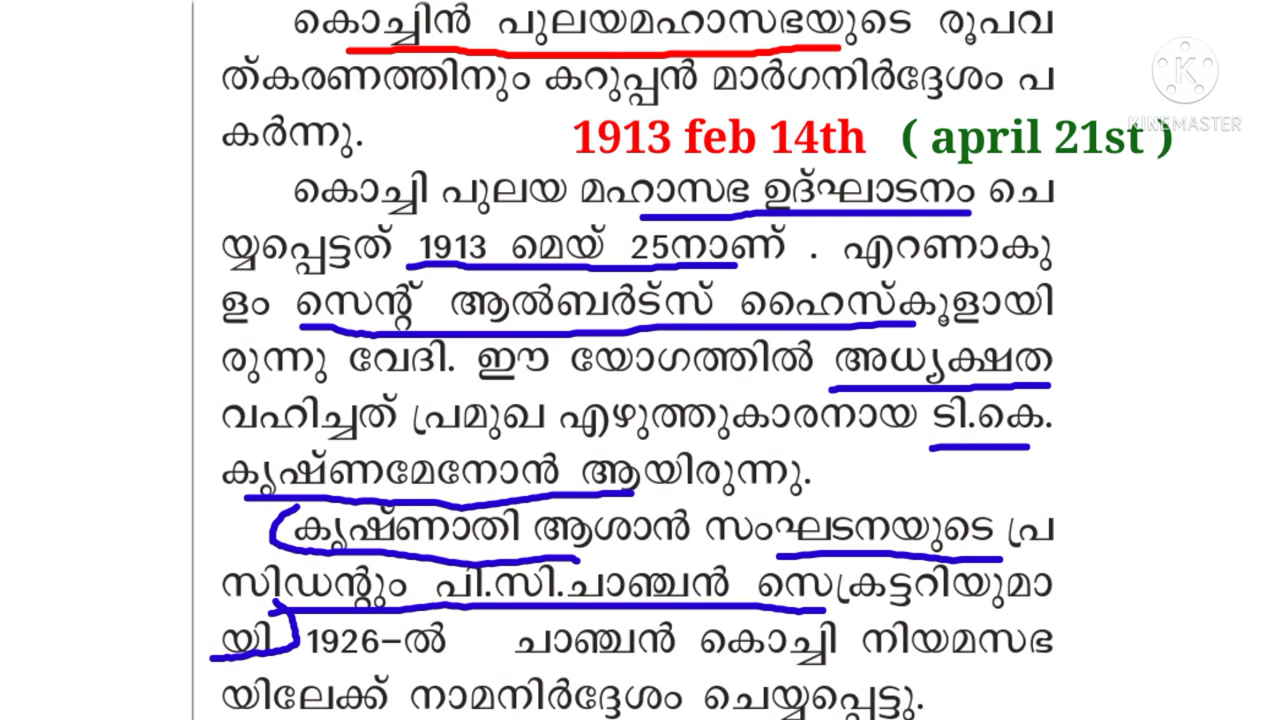 കൊച്ചിൻ പുലയമഹാസഭയുടെ രൂപവ
ത്കരണത്തിനും കറുപ്പൻ മാർഗനിർദ്ദേശം പ
കർന്നു.
1913 feb 14th ( april 21st )
KINEMASTER
കൊച്ചി പുലയ മഹാസഭ ഉദ്ഘാടനം ചെ
യ്യപ്പെട്ടത് 1913 മെയ് 25നാണ് . എറണാകു
ളം സെന്റ് ആൽബർട്സ് ഹൈസ്കൂളായി
രുന്നു വേദി. ഈ യോഗത്തിൽ അധ്യക്ഷത
വഹിച്ചത് പ്രമുഖ എഴുത്തുകാരനായ ടി.കെ.
കൃഷ്ണമേനോൻ ആയിരുന്നു.
കൃഷ്ണാതി ആശാൻ സംഘടനയുടെ പ്ര
സിഡന്റും പി.സി.ചാഞ്ചൻ സെക്രട്ടറിയുമാ
യി 1926-ൽ ചാഞ്ചൻ കൊച്ചി നിയമസഭ
യിലേക്ക് നാമനിർദ്ദേശം ചെയ്യപ്പെട്ടു.